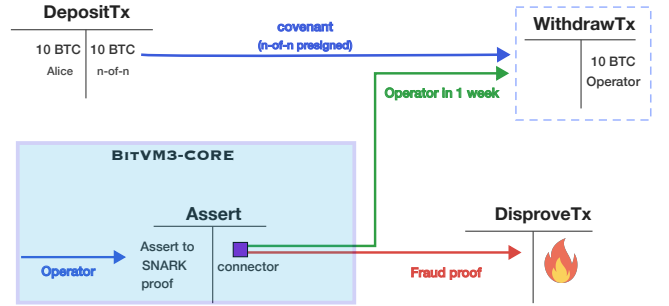 DepositTx
10 BTC
Alice
10 BTC
n-of-n
covenant
(n-of-n presigned)
WithdrawTx
10 BTC
Operator
Operator in 1 week
BITVM3-CORE
Assert
Operator
Assert to
SNARK
proof
connector
Fraud proof
DisproveTx